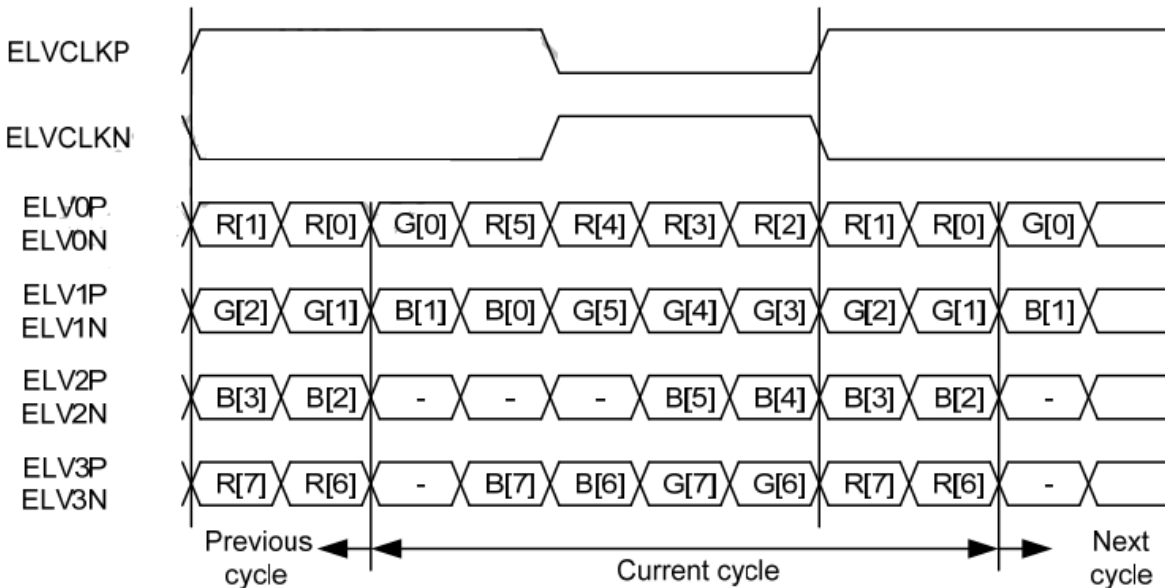 ELVCLKP
ELVCLKN
ELV0P
ELV0N
R[1] R[0] G[0] R[5] R[4] R[3] R[2] R[1] R[0] G[0]
ELV1P
ELV1N
G[2] G[1] B[1] B[0] G[5] G[4] G[3] G[2] G[1] B[1]
ELV2P
ELV2N
B[3] B[2] - - - B[5] B[4] B[3] B[2] -
ELV3P
ELV3N
R[7] R[6] - B[7] B[6] G[7] G[6] R[7] R[6] -
Previous
cycle
Current cycle
Next
cycle